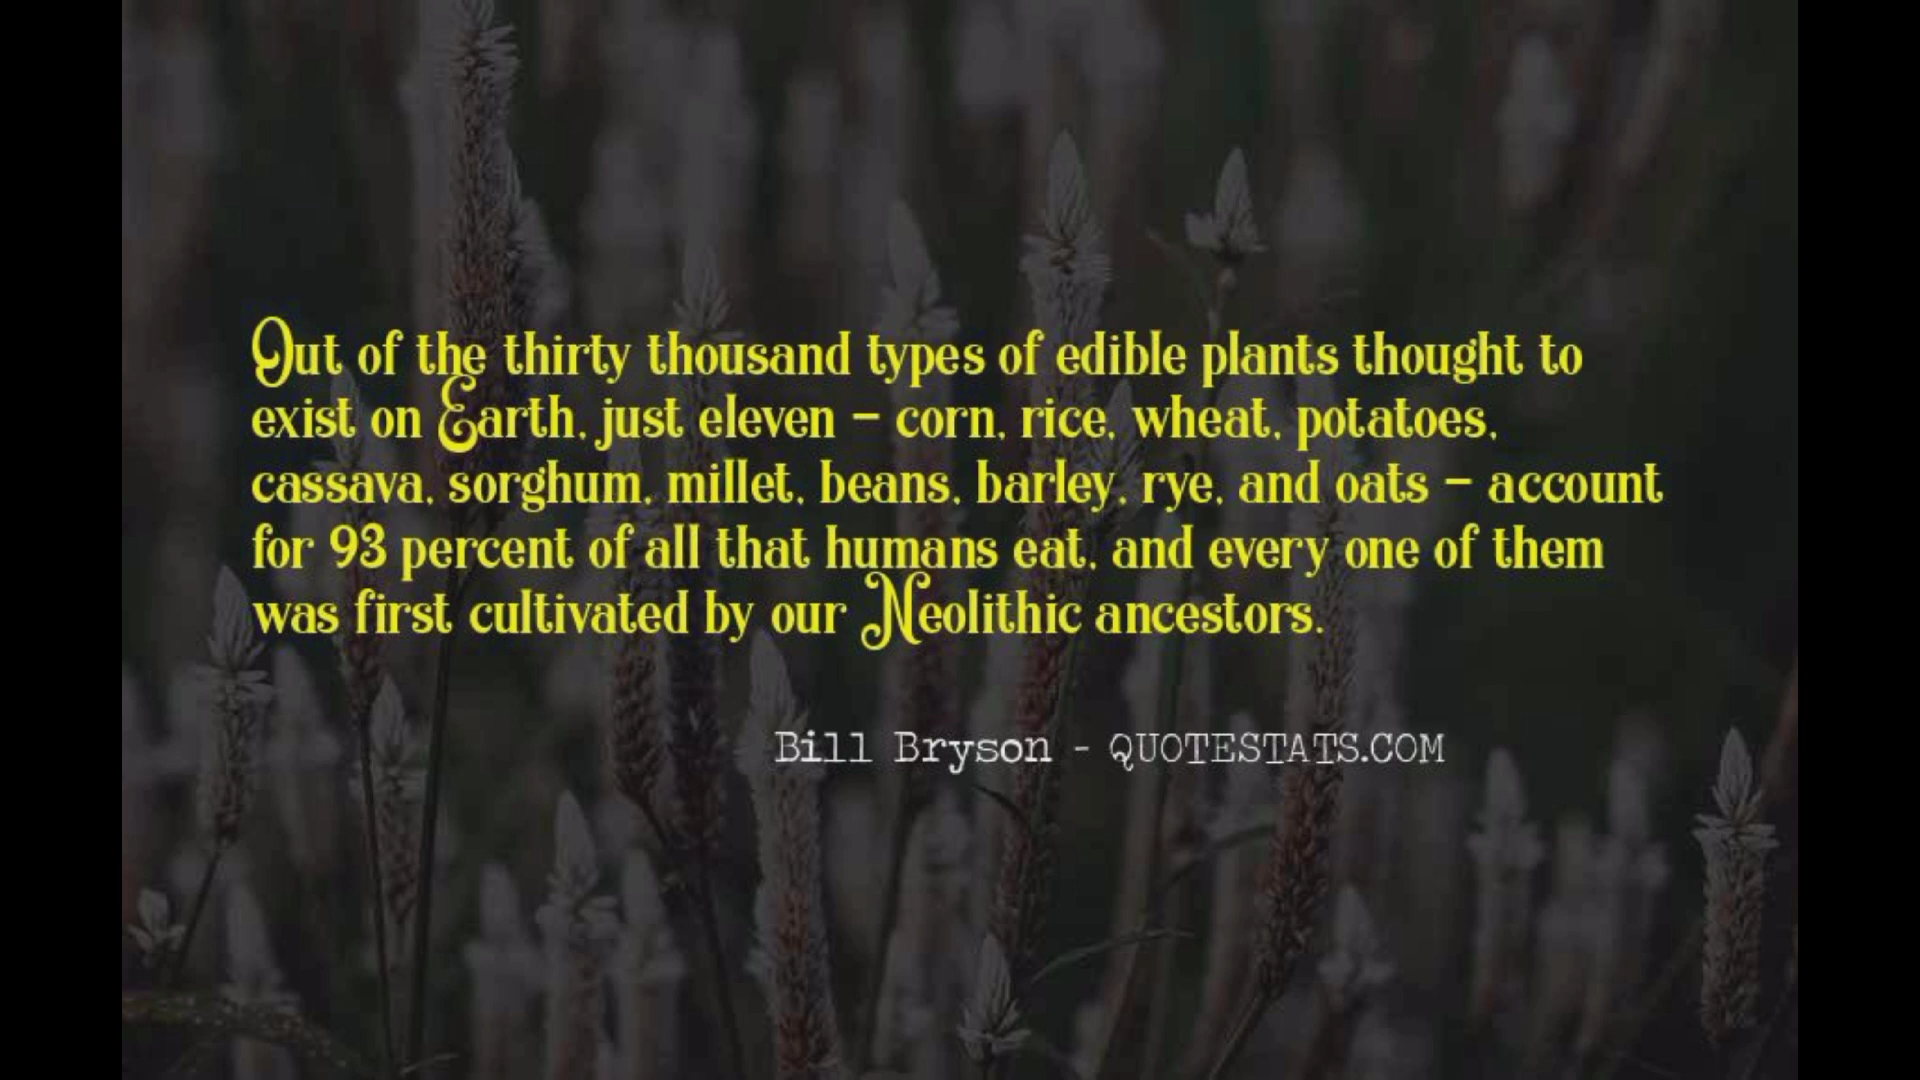 Out of the thirty thousand types of edible plants thought to
exist on Earth, just eleven – corn, rice, wheat, potatoes,
cassava, sorghum, millet, beans, barley, rye, and oats – account
for 93 percent of all that humans eat, and every one of them
was first cultivated by our Neolithic ancestors.
Bill Bryson - QUOTESTATS.COM